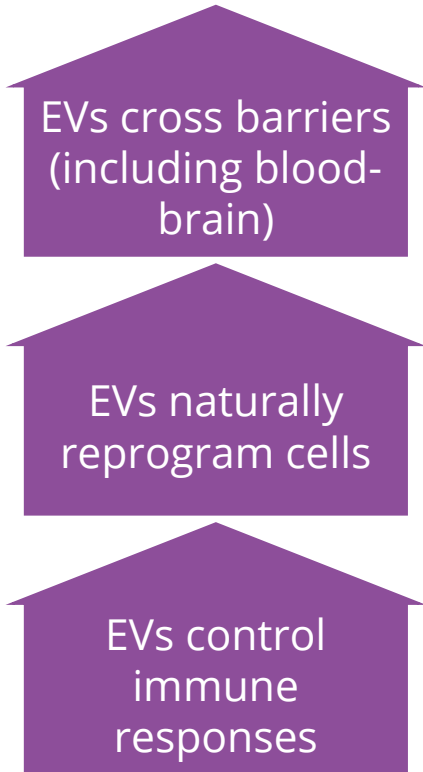 EVs cross barriers
(including blood-
brain)
EVs naturally
reprogram cells
EVs control
immune
responses